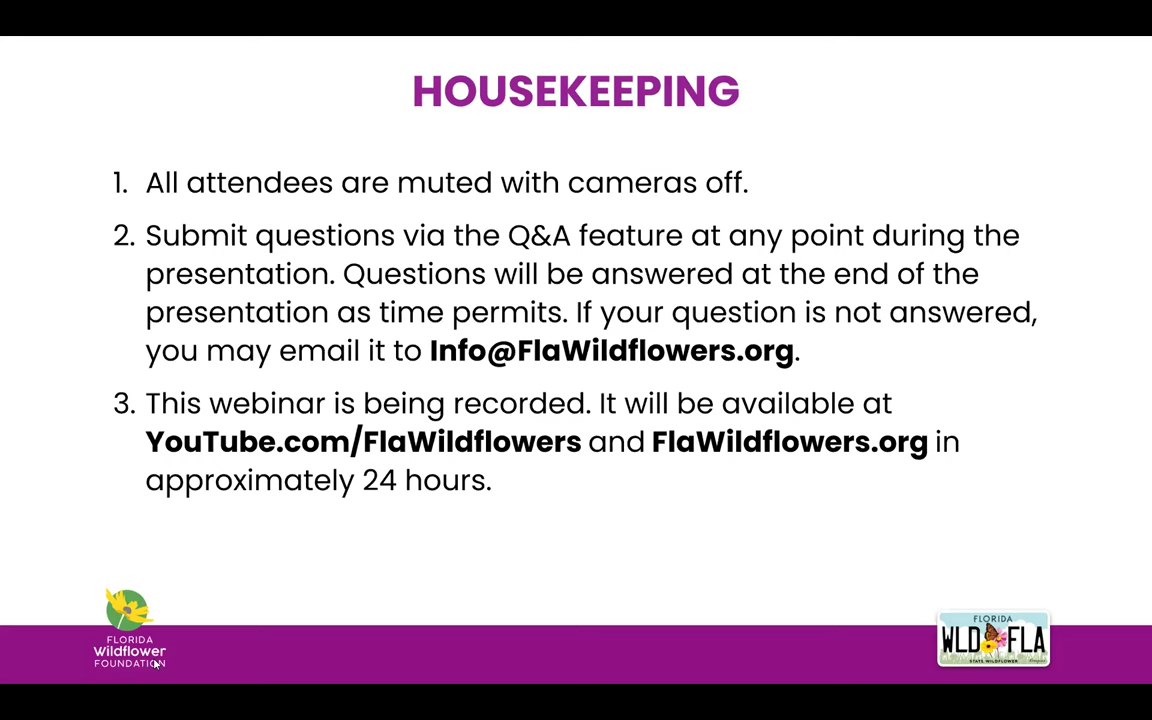 HOUSEKEEPING
1. All attendees are muted with cameras off.
2. Submit questions via the Q&A feature at any point during the
presentation. Questions will be answered at the end of the
presentation as time permits. If your question is not answered,
you may email it to Info@FlaWildflowers.org.
3. This webinar is being recorded. It will be available at
YouTube.com/FlaWildflowers and FlaWildflowers.org in
approximately 24 hours.
FLORIDA
Wildflower
FOUNDATION
FLORIDA
WLD FLA
STATE WILDFLOWER